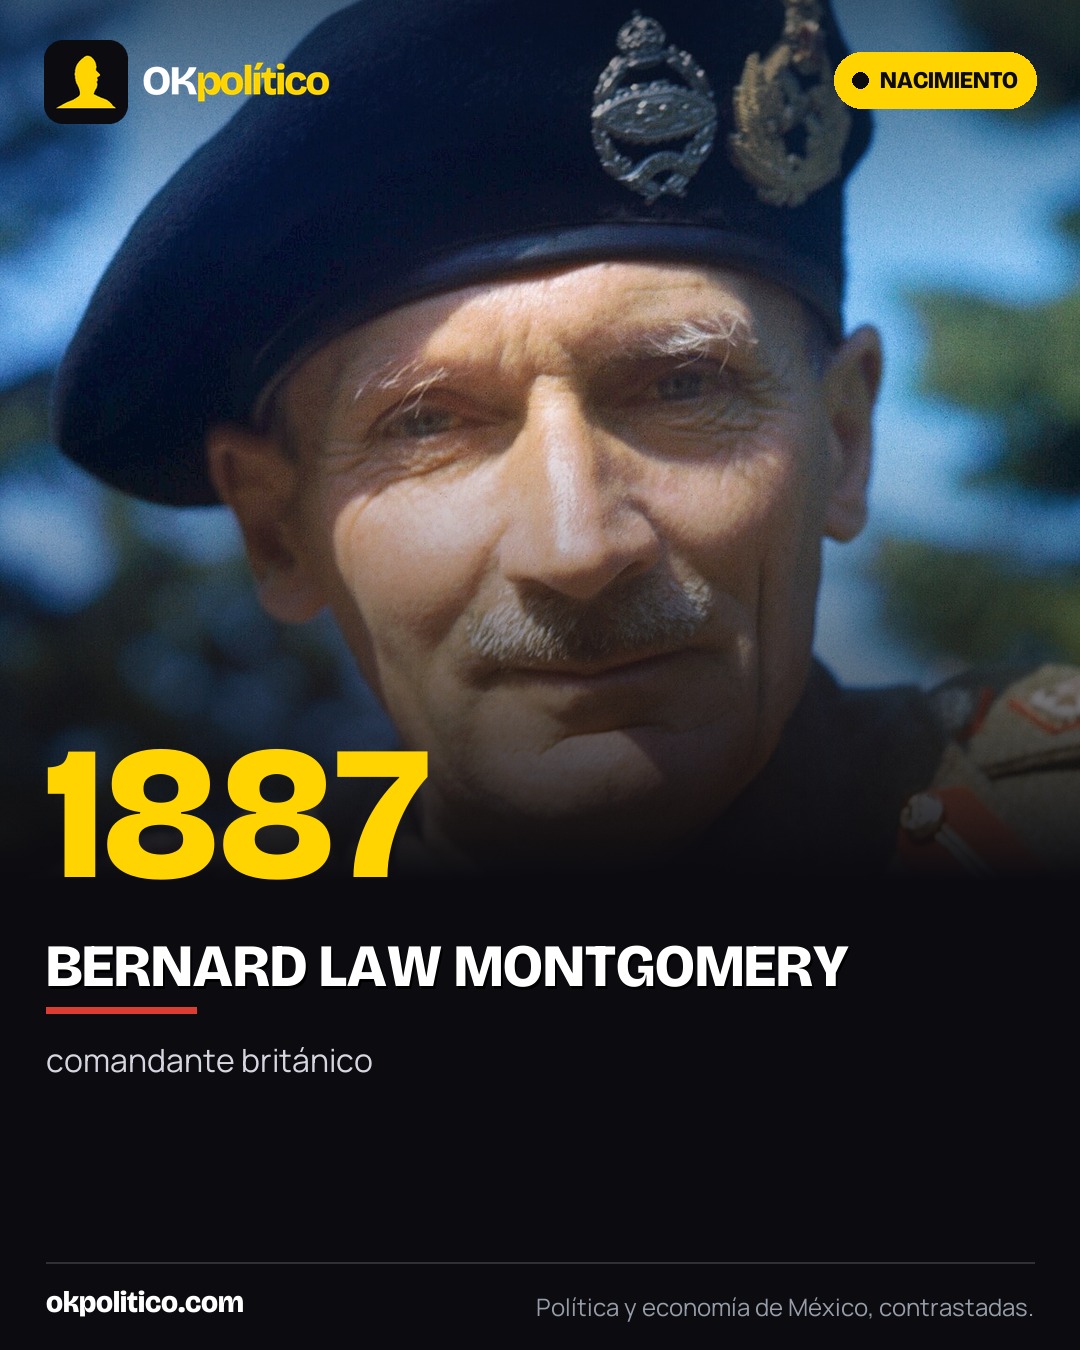 OKpolítico
NACIMIENTO
1887
BERNARD LAW MONTGOMERY
comandante británico
okpolitico.com
Política y economía de México, contrastadas.